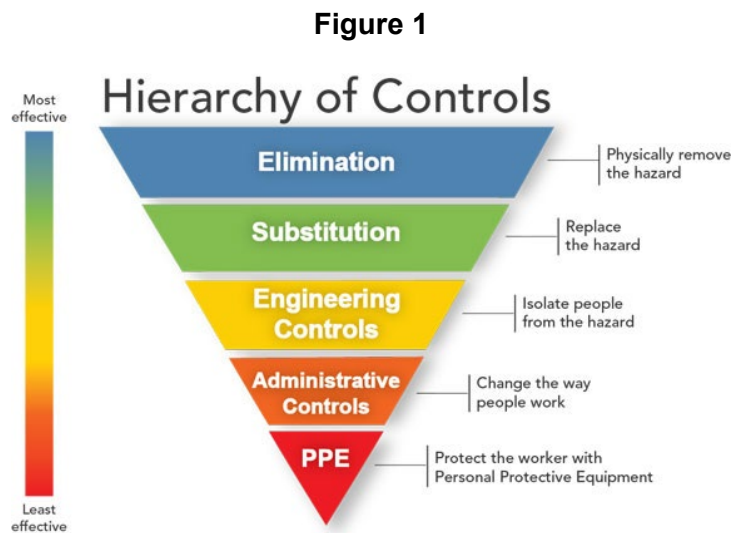 Figure 1
Hierarchy of Controls
Most
effective
Elimination
Physically remove
the hazard
Substitution
Replace
the hazard
Engineering
Controls
Isolate people
from the hazard
Administrative
Controls
Change the way
people work
PPE
Protect the worker with
Personal Protective Equipment
Least
effective